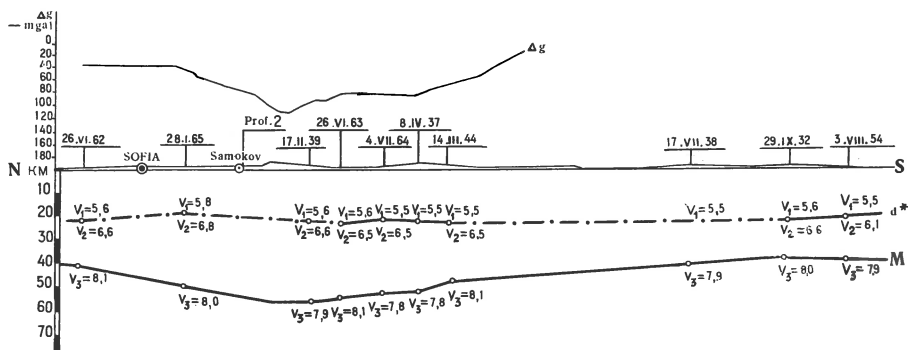 Δg
— mgal
0
20
40
60
80
100
120
140
160
180
Δg
Prof. 2
26.VI.62
28.I.65
17.II.39
26.VI.63
4.VII.64
8.IV.37
14.III.44
17.VII.38
29.IX.32
3.VIII.54
SOFIA
Samokov
N KM
S
10
20
30
40
50
60
70
V₁=5,6
V₁=5,8
V₁=5,6
V₁=5,6
V₁=5,5
V₁=5,5
V₁=5,5
V₁=5,5
V₁=5,6
V₁=5,5
d*
V₂=6,6
V₂=6,8
V₂=6,6
V₂=6,5
V₂=6,5
V₂=6,5
V₂=6,6
V₂=6,1
M
V₃=8,1
V₃=8,0
V₃=7,9
V₃=8,1
V₃=7,8
V₃=7,8
V₃=8,1
V₃=7,9
V₃=8,0
V₃=7,9